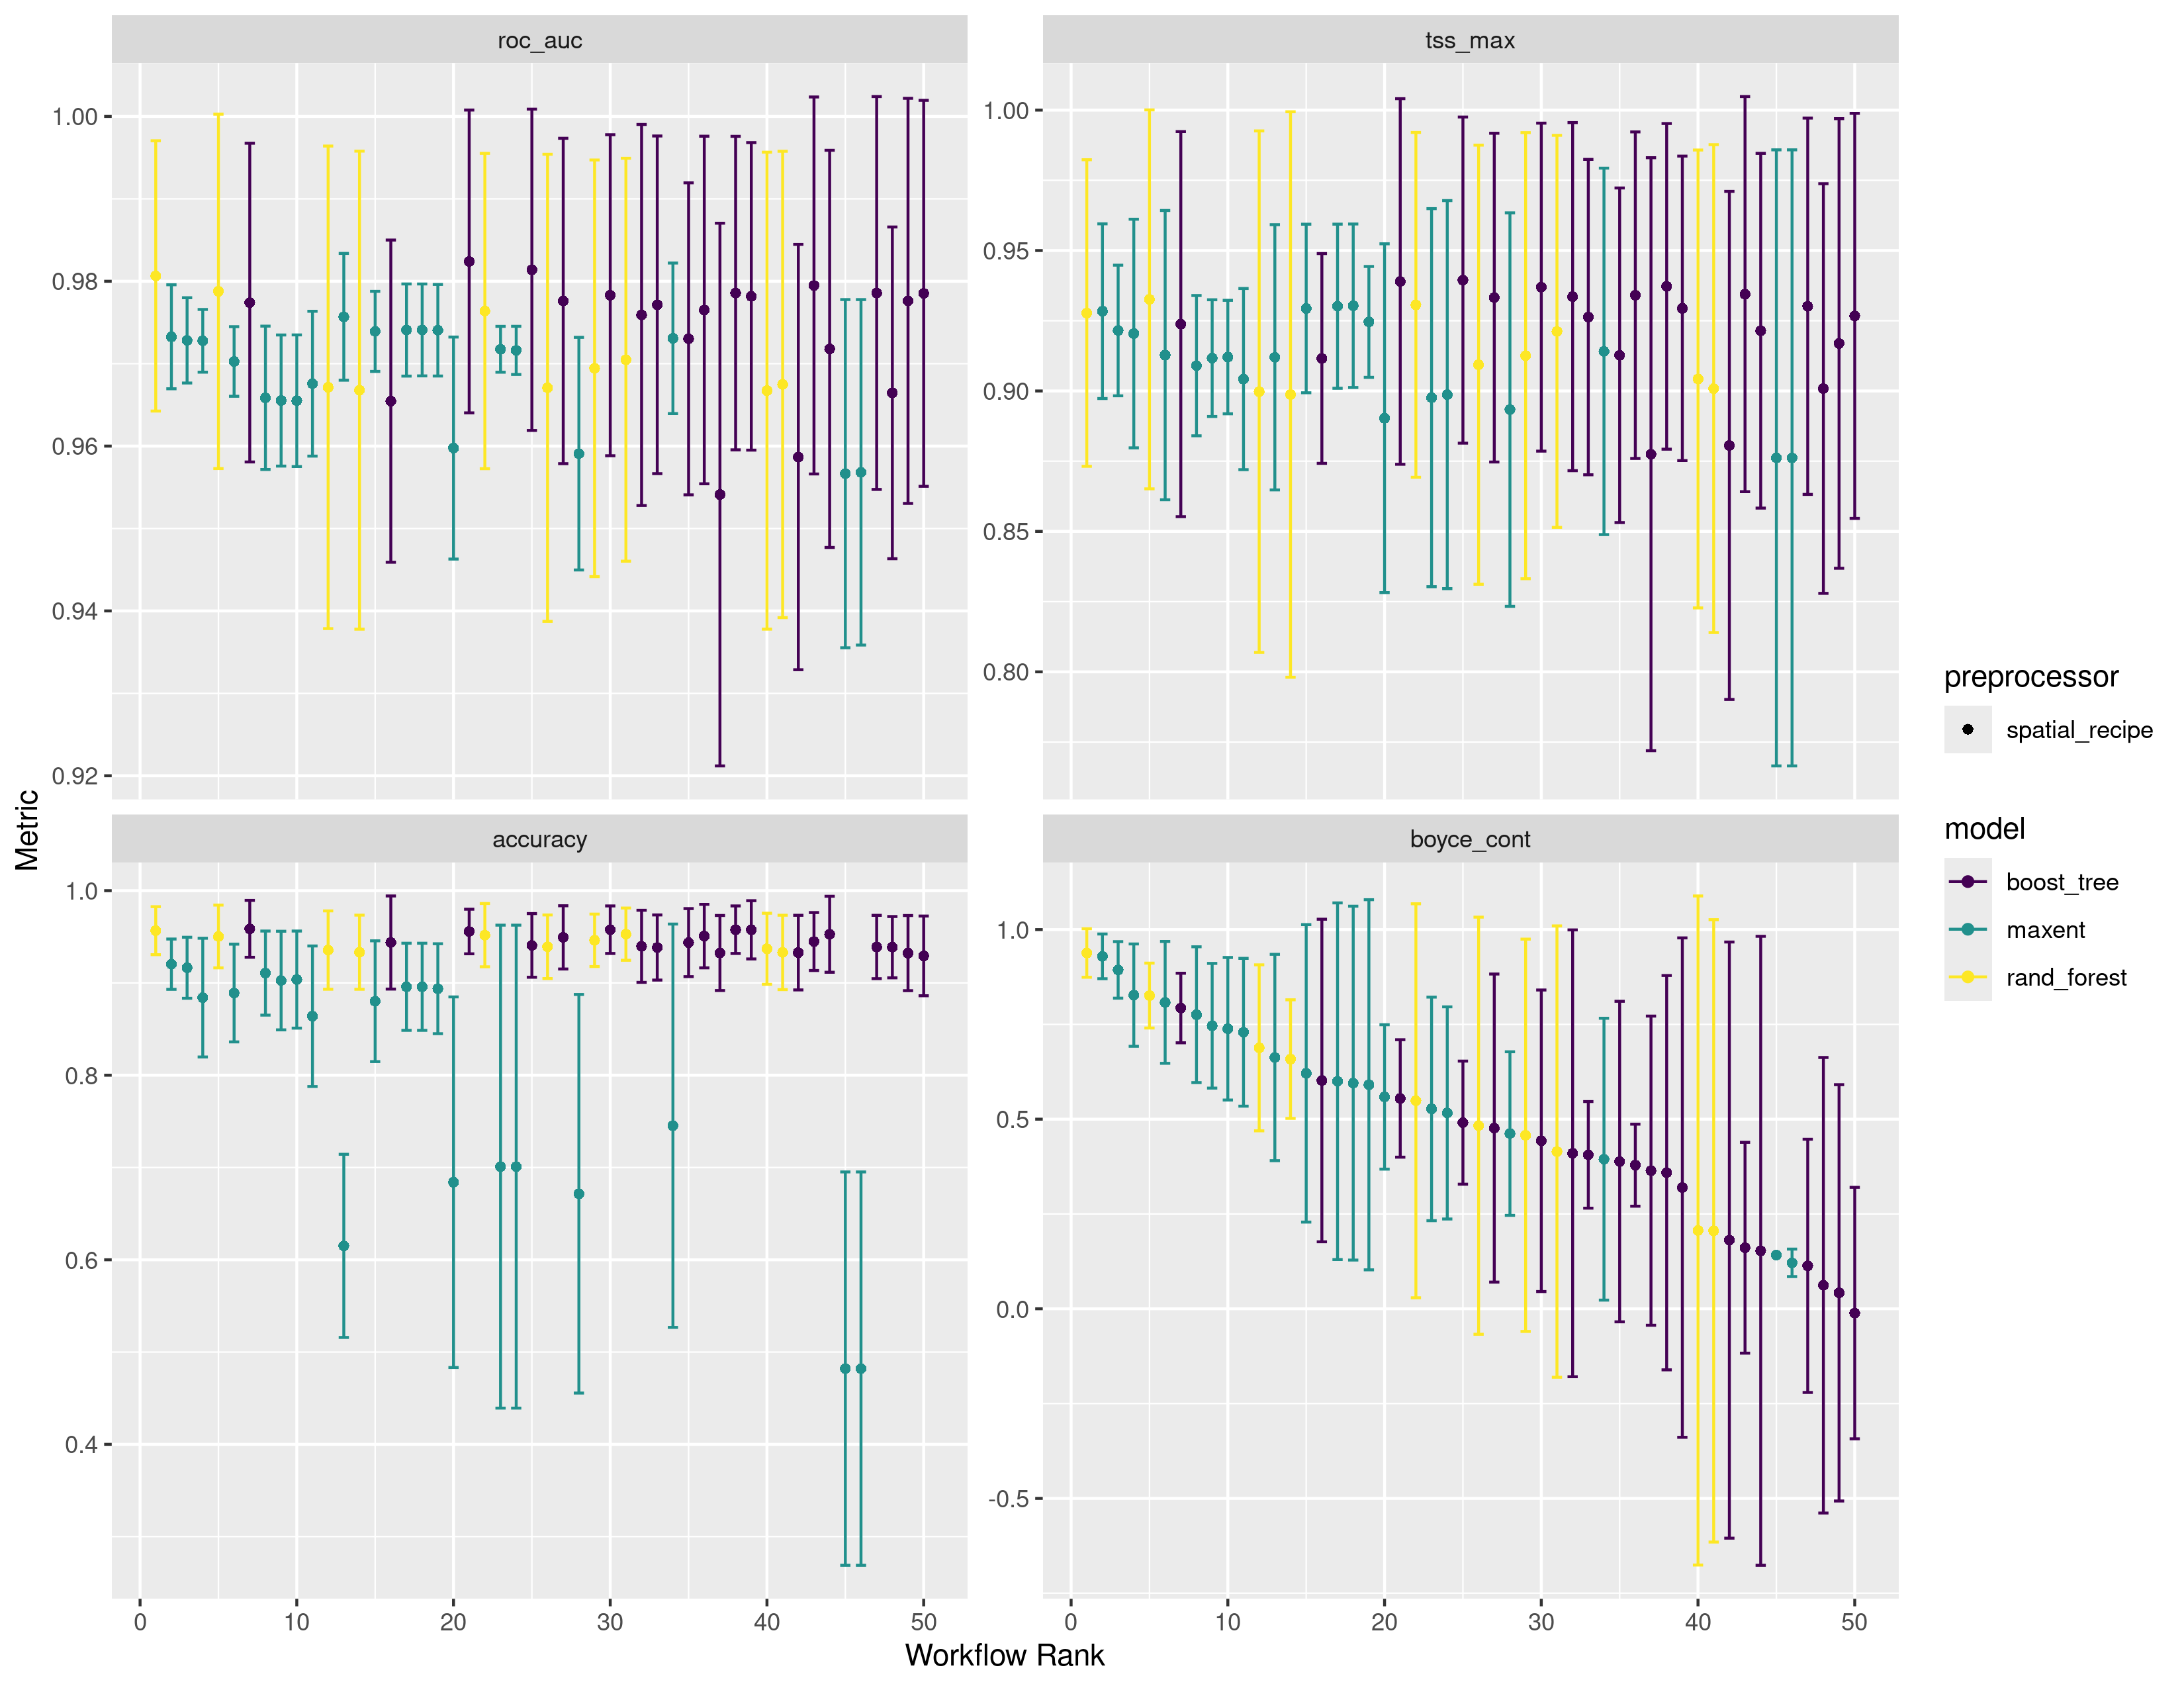 roc_auc
tss_max
1.00
0.98
0.96
0.94
0.92
1.00
0.95
0.90
0.85
0.80
Metric
accuracy
boyce_cont
1.0
0.8
0.6
0.4
1.0
0.5
0.0
-0.5
0 10 20 30 40 50
0 10 20 30 40 50
Workflow Rank
preprocessor
spatial_recipe
model
boost_tree
maxent
rand_forest